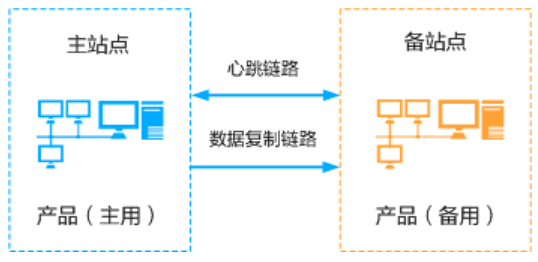 主站点
备站点
心跳链路
数据复制链路
产品（主用）
产品（备用）